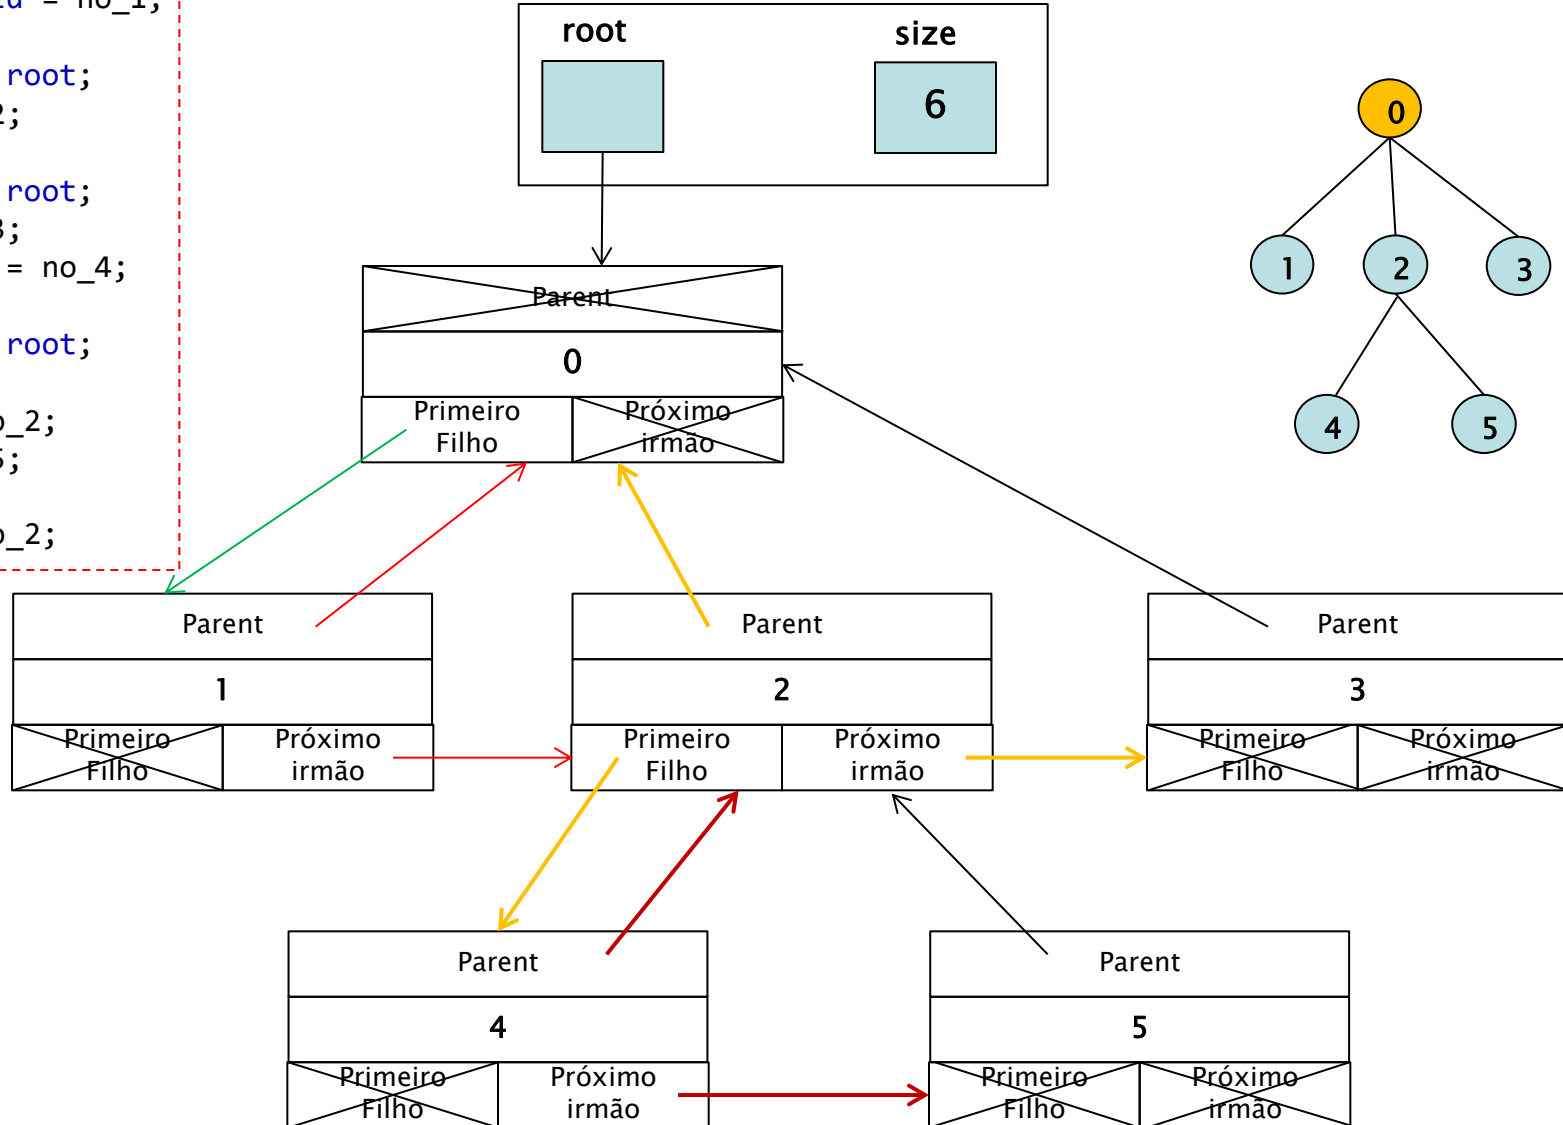 = no_1;
root;
2;
root;
3;
= no_4;
root;
o_2;
5;
o_2;
root
size
6
Parent
0
Primeiro
Filho
Próximo
irmão
0
1
2
3
4
5
Parent
1
Primeiro
Filho
Próximo
irmão
Parent
2
Primeiro
Filho
Próximo
irmão
Parent
3
Primeiro
Filho
Próximo
irmão
Parent
4
Primeiro
Filho
Próximo
irmão
Parent
5
Primeiro
Filho
Próximo
irmão